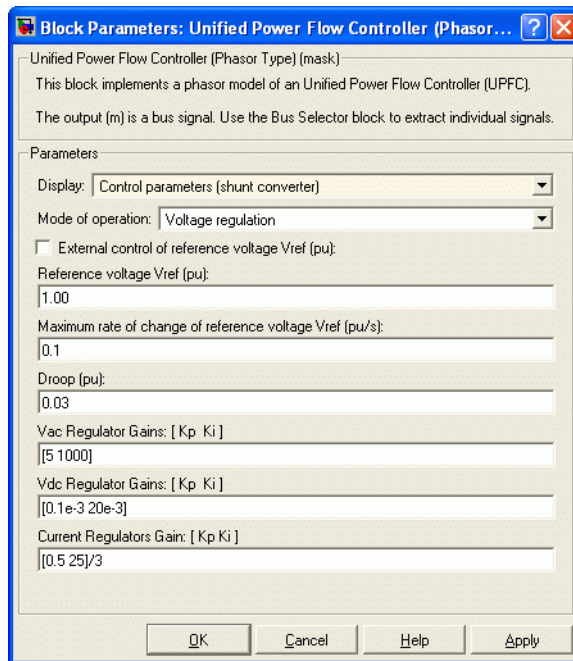 Block Parameters: Unified Power Flow Controller (Phasor...
Unified Power Flow Controller (Phasor Type) (mask)
This block implements a phasor model of an Unified Power Flow Controller (UPFC).
The output (m) is a bus signal. Use the Bus Selector block to extract individual signals.
Parameters
Display: Control parameters (shunt converter)
Mode of operation: Voltage regulation
External control of reference voltage Vref (pu):
Reference voltage Vref (pu):
1.00
Maximum rate of change of reference voltage Vref (pu/s):
0.1
Droop (pu):
0.03
Vac Regulator Gains: [ Kp Ki ]
[5 1000]
Vdc Regulator Gains: [ Kp Ki ]
[0.1e-3 20e-3]
Current Regulators Gain: [ Kp Ki ]
[0.5 25]/3
OK Cancel Help Apply